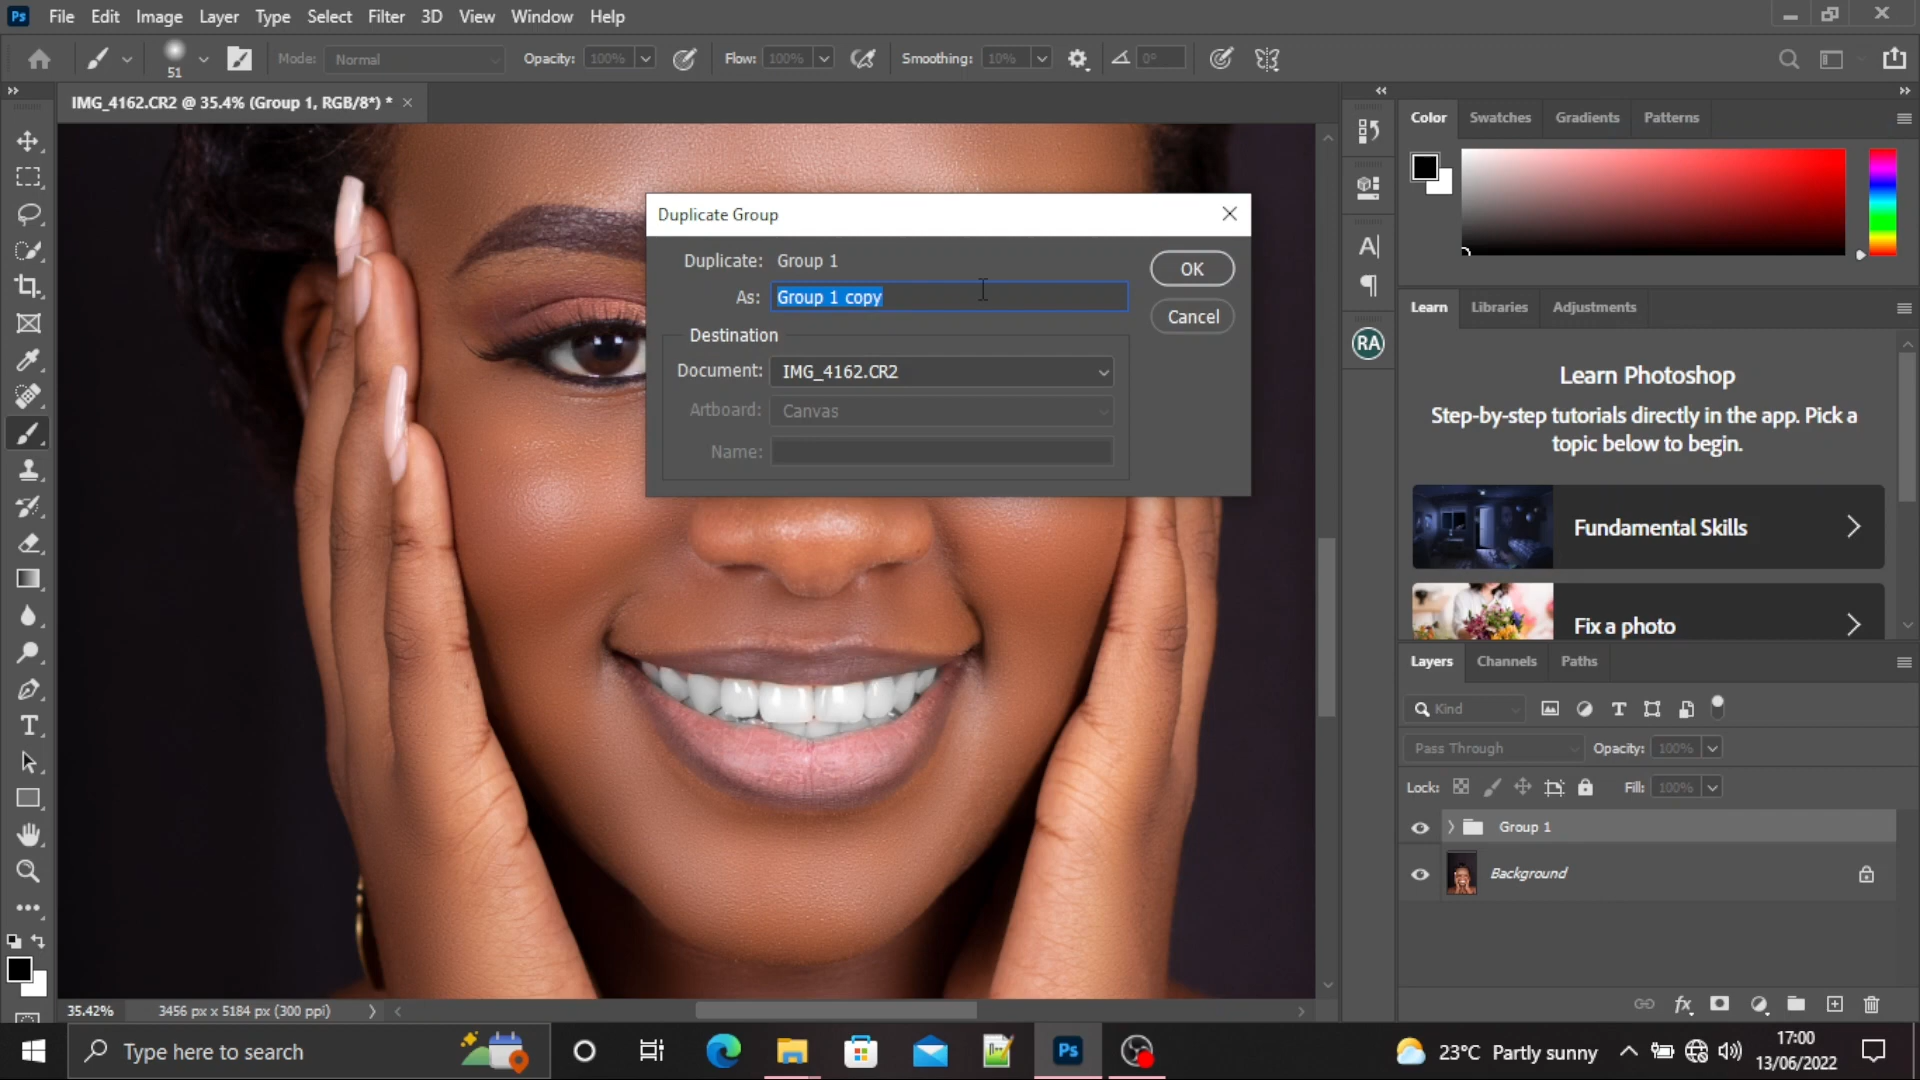 Ps File Edit Image Layer Type Select Filter 3D View Window Help
51 Mode: Normal Opacity: 100% Flow: 100% Smoothing: 10% 0°
IMG_4162.CR2 @ 35.4% (Group 1, RGB/8*) *
Color Swatches Gradients Patterns
Duplicate Group
Duplicate: Group 1
OK
As: Group 1 copy
Cancel
Destination
Document: IMG_4162.CR2
Artboard: Canvas
Name:
A
RA
Learn Libraries Adjustments
Learn Photoshop
Step-by-step tutorials directly in the app. Pick a
topic below to begin.
Fundamental Skills
Fix a photo
Layers Channels Paths
Kind
Pass Through Opacity: 100%
Lock: Fill: 100%
Group 1
Background
fx
35.42% 3456 px x 5184 px (300 ppi)
Type here to search
Ps
23°C Partly sunny
17:00
13/06/2022